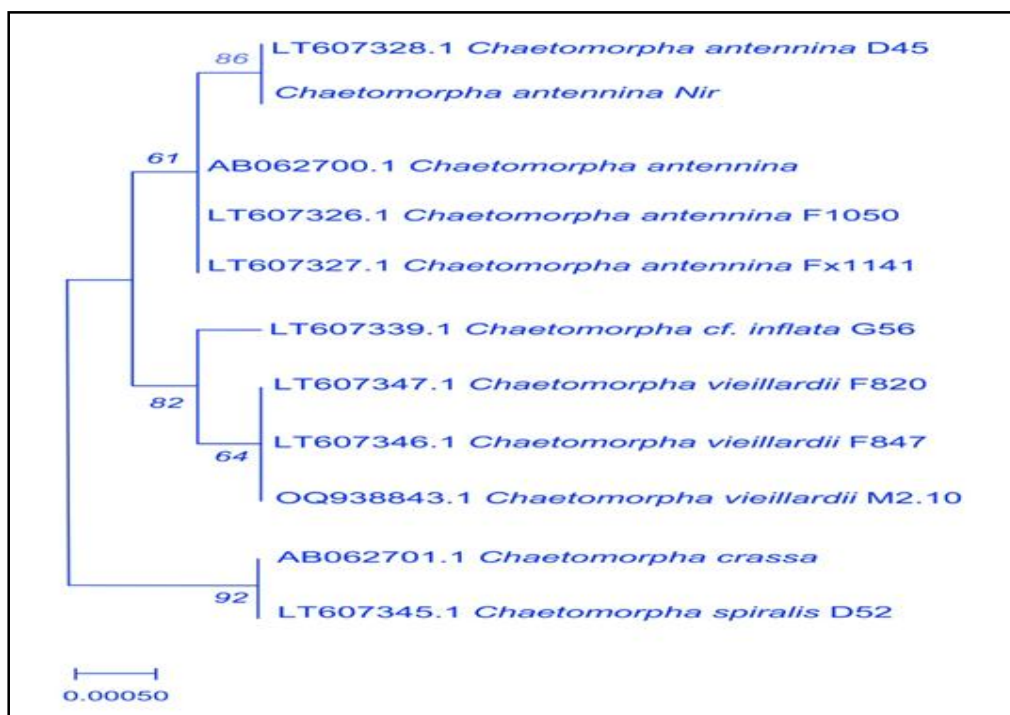 86
LT607328.1 Chaetomorpha antennina D45
Chaetomorpha antennina Nir
61
AB062700.1 Chaetomorpha antennina
LT607326.1 Chaetomorpha antennina F1050
LT607327.1 Chaetomorpha antennina Fx1141
LT607339.1 Chaetomorpha cf. inflata G56
82
LT607347.1 Chaetomorpha vieillardii F820
LT607346.1 Chaetomorpha vieillardii F847
64
OQ938843.1 Chaetomorpha vieillardii M2.10
AB062701.1 Chaetomorpha crassa
92
LT607345.1 Chaetomorpha spiralis D52
0.00050